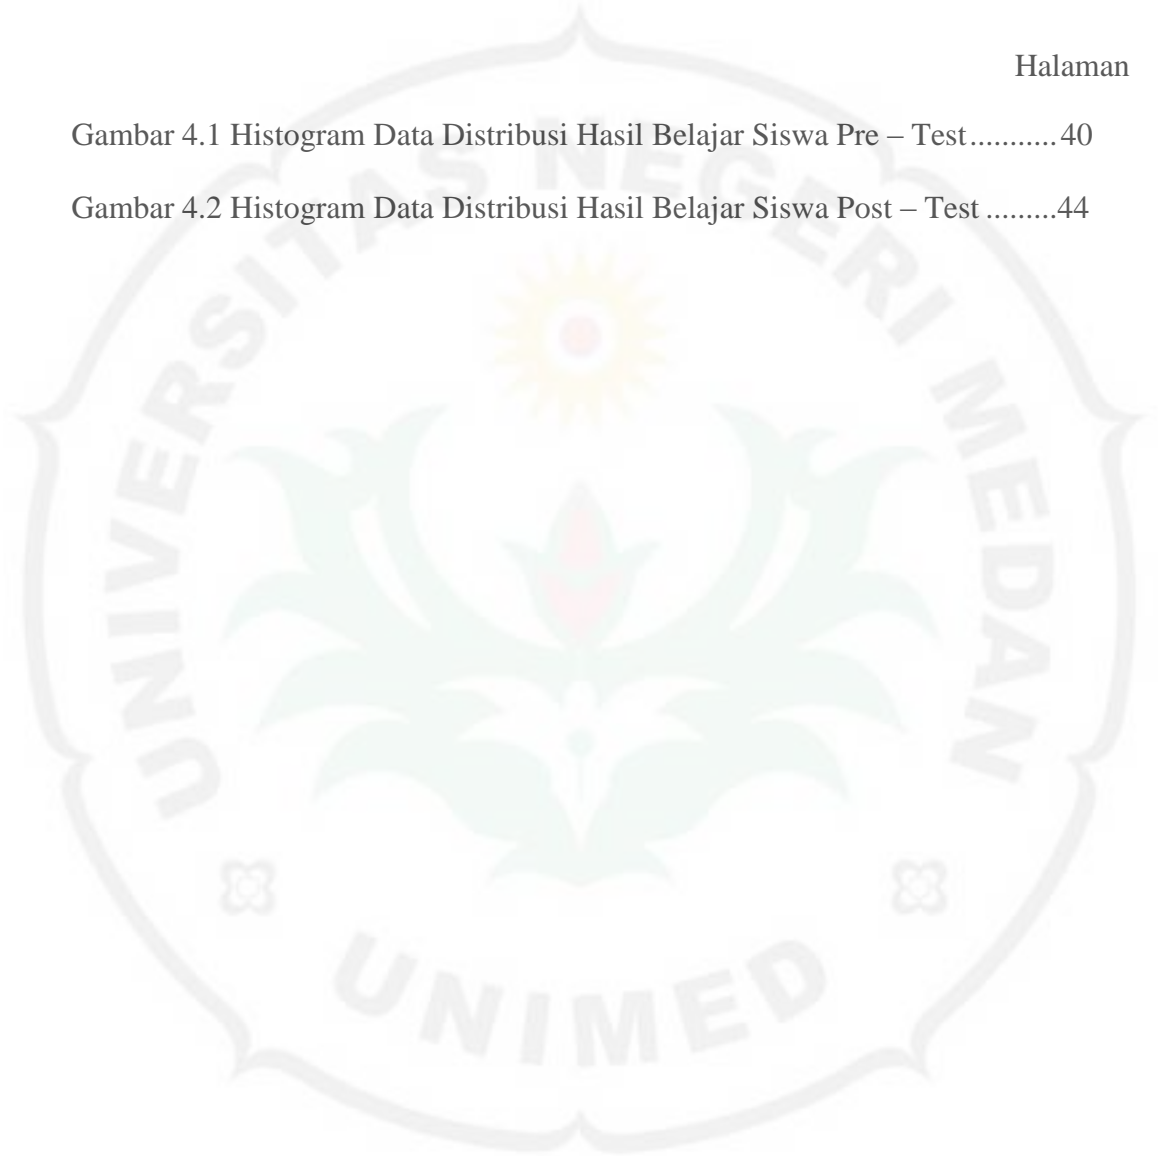 Halaman
Gambar 4.1 Histogram Data Distribusi Hasil Belajar Siswa Pre – Test...........40
Gambar 4.2 Histogram Data Distribusi Hasil Belajar Siswa Post – Test .........44
UNIVERSITAS NEGERI MEDAN
UNIMED